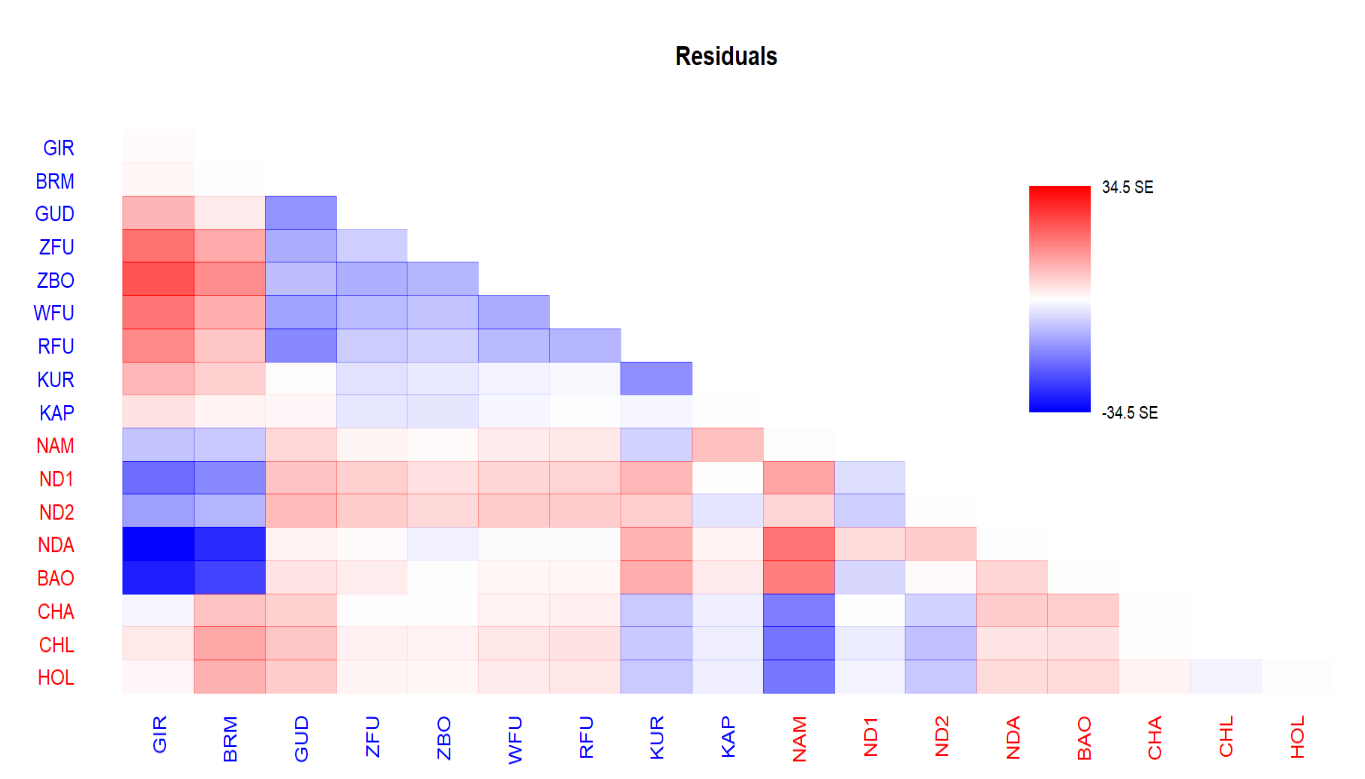 Residuals
GIR
BRM
GUD
ZFU
ZBO
WFU
RFU
KUR
KAP
NAM
ND1
ND2
NDA
BAO
CHA
CHL
HOL
34.5 SE
-34.5 SE
GIR BRM GUD ZFU ZBO WFU RFU KUR KAP NAM ND1 ND2 NDA BAO CHA CHL HOL